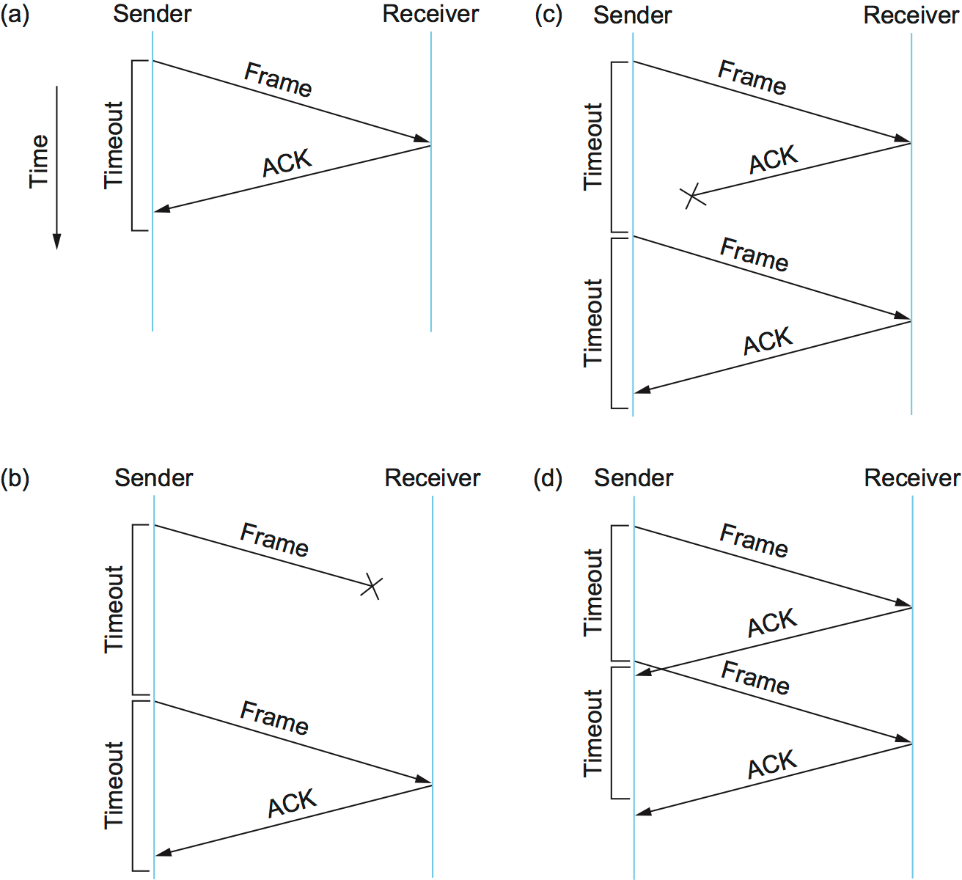 (a)
Sender
Receiver
Time
Timeout
Frame
ACK
(c)
Sender
Receiver
Timeout
Frame
ACK
Timeout
Frame
ACK
(b)
Sender
Receiver
Timeout
Frame
Timeout
Frame
ACK
(d)
Sender
Receiver
Timeout
Frame
ACK
Timeout
Frame
ACK